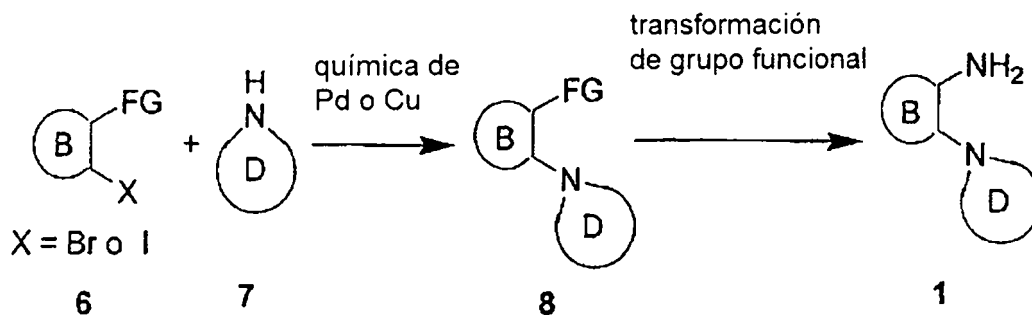 transformación
de grupo funcional
química de
Pd o Cu
FG
B
X
+
H
N
D
FG
B
N
D
NH2
B
N
D
X = Br o I
6
7
8
1